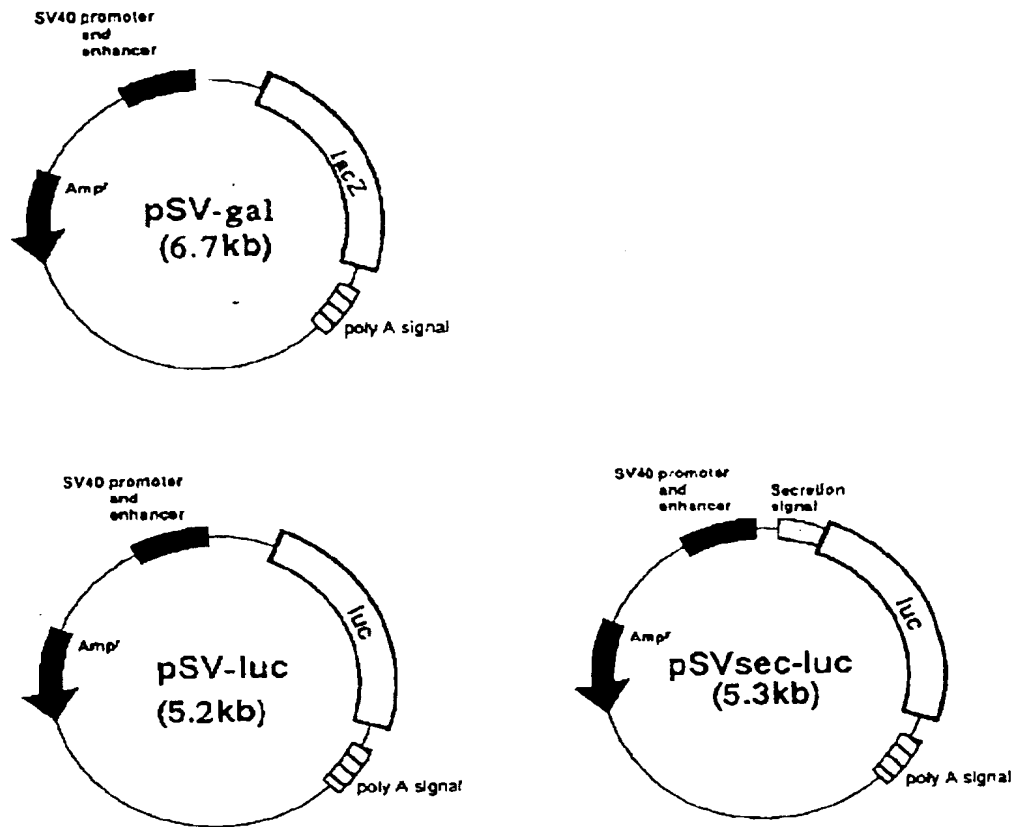 SV40 promoter
and
enhancer
lacZ
Ampr
pSV-gal
(6.7kb)
poly A signal
SV40 promoter
and
enhancer
luc
Ampr
pSV-luc
(5.2kb)
poly A signal
SV40 promoter
and
enhancer
Secretion
signal
luc
Ampr
pSVsec-luc
(5.3kb)
poly A signal